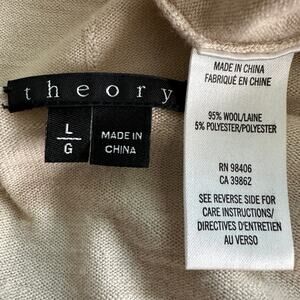 theory
L
G
MADE IN
CHINA
MADE IN CHINA
FABRIQUÉ EN CHINE
95% WOOL/LAINE
5% POLYESTER/POLYESTER
RN 98406
CA 39862
SEE REVERSE SIDE FOR
CARE INSTRUCTIONS/
DIRECTIVES D'ENTRETIEN
AU VERSO